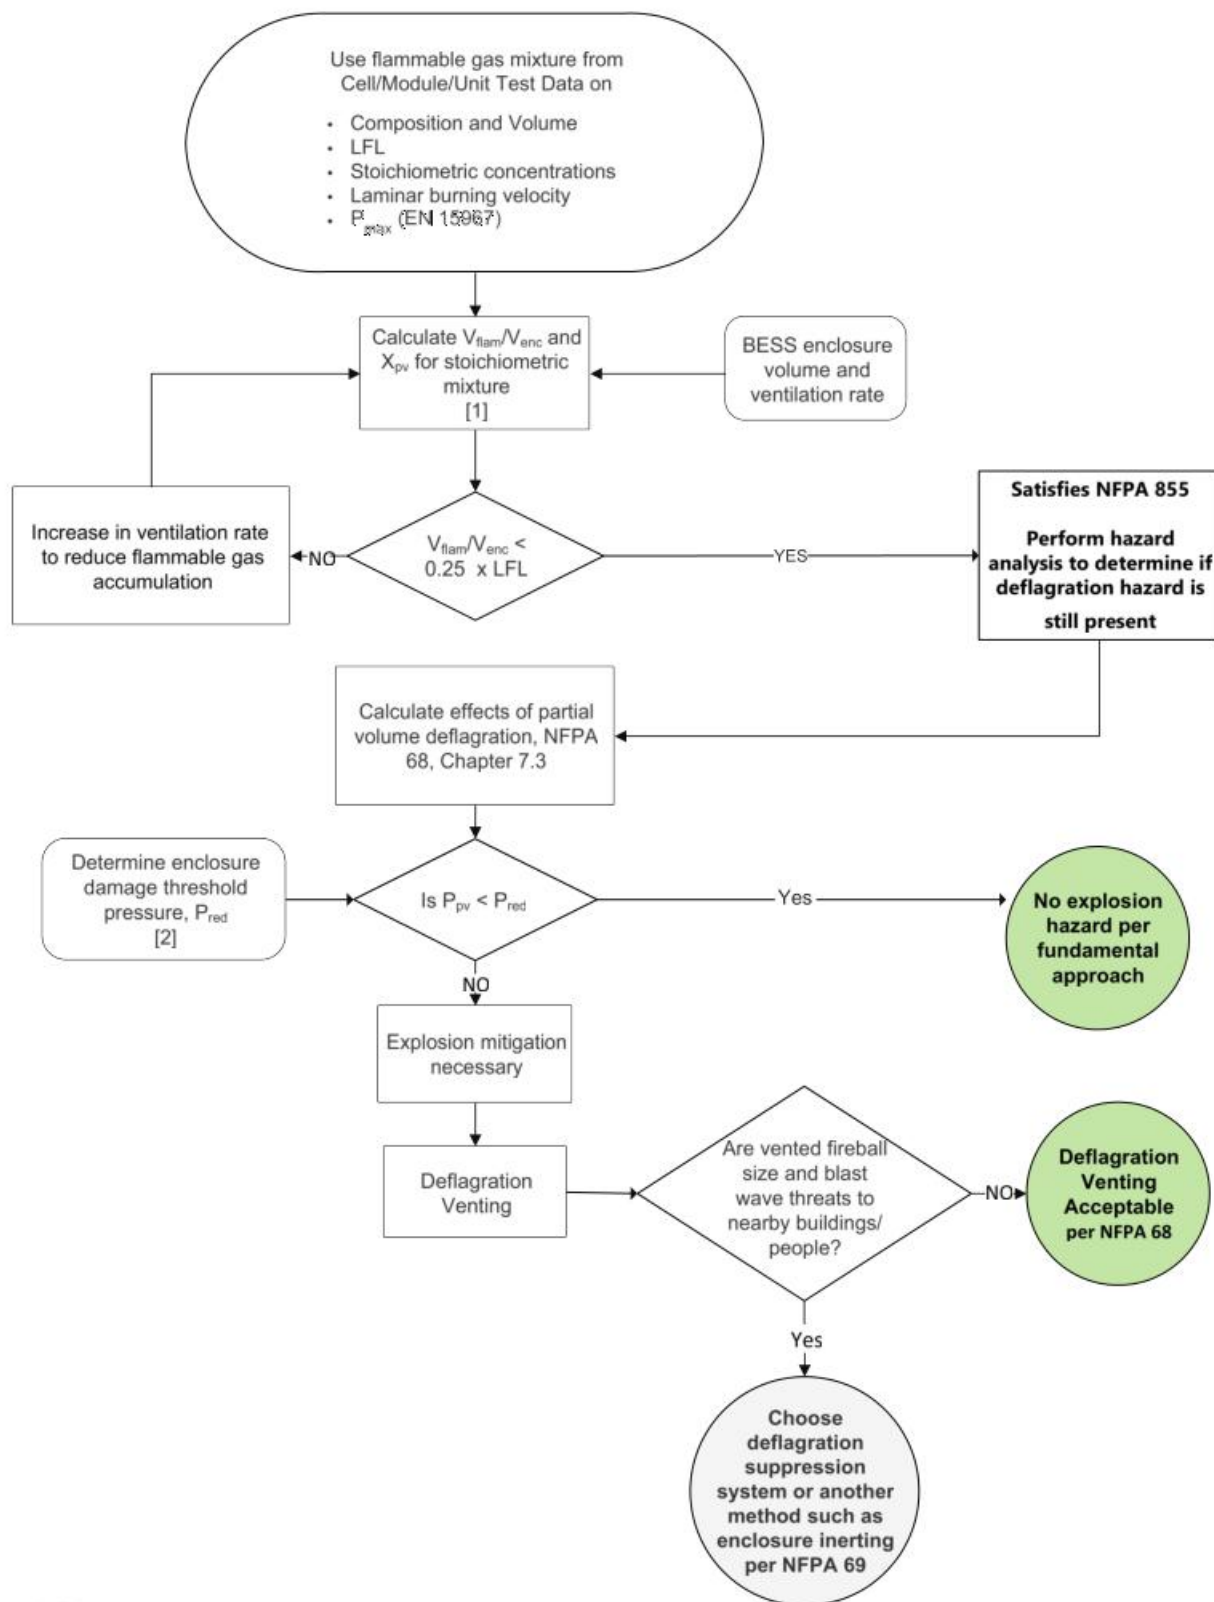 Use flammable gas mixture from
Cell/Module/Unit Test Data on
• Composition and Volume
• LFL
• Stoichiometric concentrations
• Laminar burning velocity
• Pmax (EN 15967)
Calculate Vflam/Venc and
Xpv for stoichiometric
mixture
[1]
BESS enclosure
volume and
ventilation rate
Increase in ventilation rate
to reduce flammable gas
accumulation
NO
Vflam/Venc <
0.25 x LFL
YES
Satisfies NFPA 855
Perform hazard
analysis to determine if
deflagration hazard is
still present
Calculate effects of partial
volume deflagration, NFPA
68, Chapter 7.3
Determine enclosure
damage threshold
pressure, Pred
[2]
Is Ppv < Pred
Yes
No explosion
hazard per
fundamental
approach
NO
Explosion mitigation
necessary
Deflagration
Venting
Are vented fireball
size and blast
wave threats to
nearby buildings/
people?
NO
Deflagration
Venting
Acceptable
per NFPA 68
Yes
Choose
deflagration
suppression
system or another
method such as
enclosure inerting
per NFPA 69